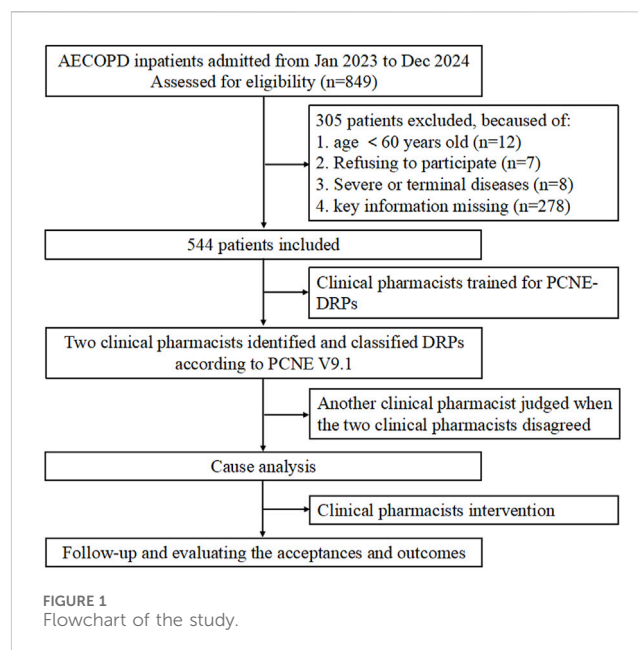 AECOPD inpatients admitted from Jan 2023 to Dec 2024
Assessed for eligibility (n=849)
305 patients excluded, becaused of:
1. age < 60 years old (n=12)
2. Refusing to participate (n=7)
3. Severe or terminal diseases (n=8)
4. key information missing (n=278)
544 patients included
Clinical pharmacists trained for PCNE-
DRPs
Two clinical pharmacists identified and classified DRPs
according to PCNE V9.1
Another clinical pharmacist judged when
the two clinical pharmacists disagreed
Cause analysis
Clinical pharmacists intervention
Follow-up and evaluating the acceptances and outcomes
FIGURE 1
Flowchart of the study.